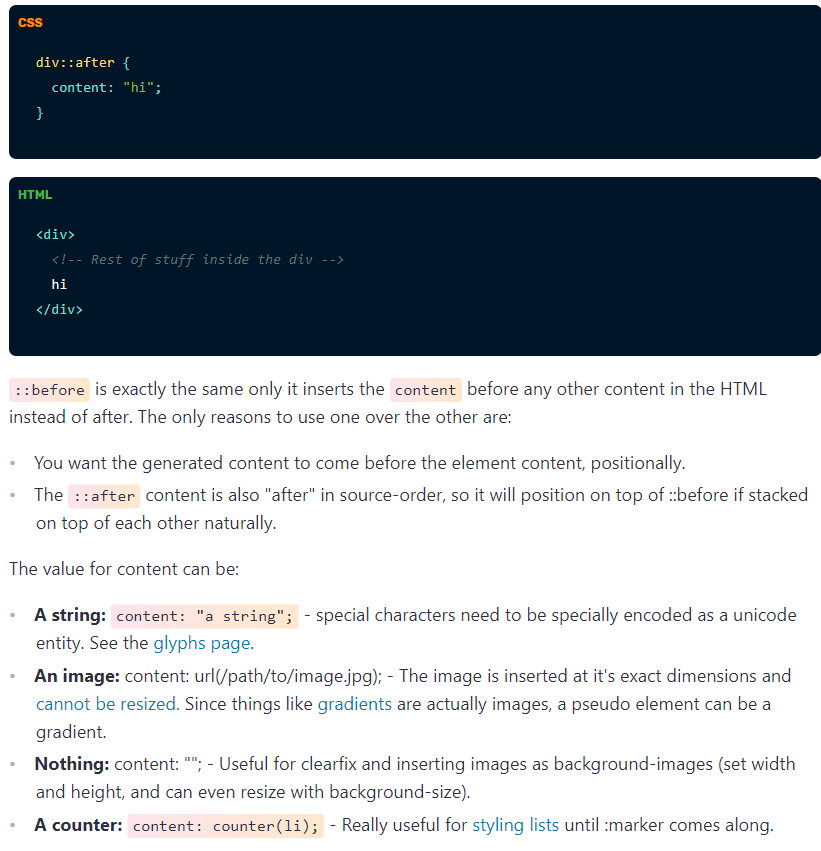 CSS
div::after {
content: "hi";
}
HTML
<div>
<!-- Rest of stuff inside the div -->
hi
</div>
::before is exactly the same only it inserts the content before any other content in the HTML
instead of after. The only reasons to use one over the other are:
• You want the generated content to come before the element content, positionally.
• The ::after content is also "after" in source-order, so it will position on top of ::before if stacked
on top of each other naturally.
The value for content can be:
• A string: content: "a string"; - special characters need to be specially encoded as a unicode
entity. See the glyphs page.
• An image: content: url(/path/to/image.jpg); - The image is inserted at it's exact dimensions and
cannot be resized. Since things like gradients are actually images, a pseudo element can be a
gradient.
• Nothing: content: ""; - Useful for clearfix and inserting images as background-images (set width
and height, and can even resize with background-size).
• A counter: content: counter(li); - Really useful for styling lists until :marker comes along.